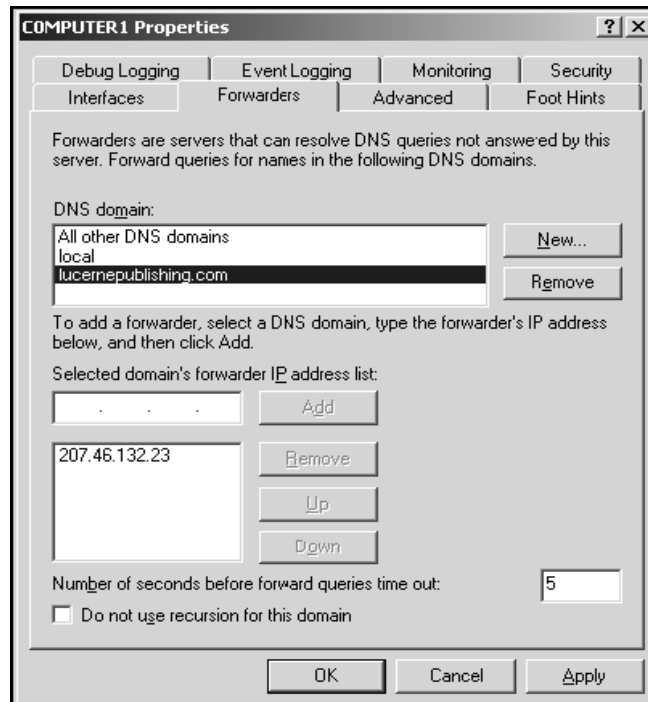 COMPUTER1 Properties
Debug Logging Event Logging Monitoring Security
Interfaces Forwarders Advanced Foot Hints
Forwarders are servers that can resolve DNS queries not answered by this
server. Forward queries for names in the following DNS domains.
DNS domain:
All other DNS domains
local
lucernepublishing.com
New...
Remove
To add a forwarder, select a DNS domain, type the forwarder's IP address
below, and then click Add.
Selected domain's forwarder IP address list:
. . . Add
207.46.132.23
Remove
Up
Down
Number of seconds before forward queries time out: 5
Do not use recursion for this domain
OK Cancel Apply